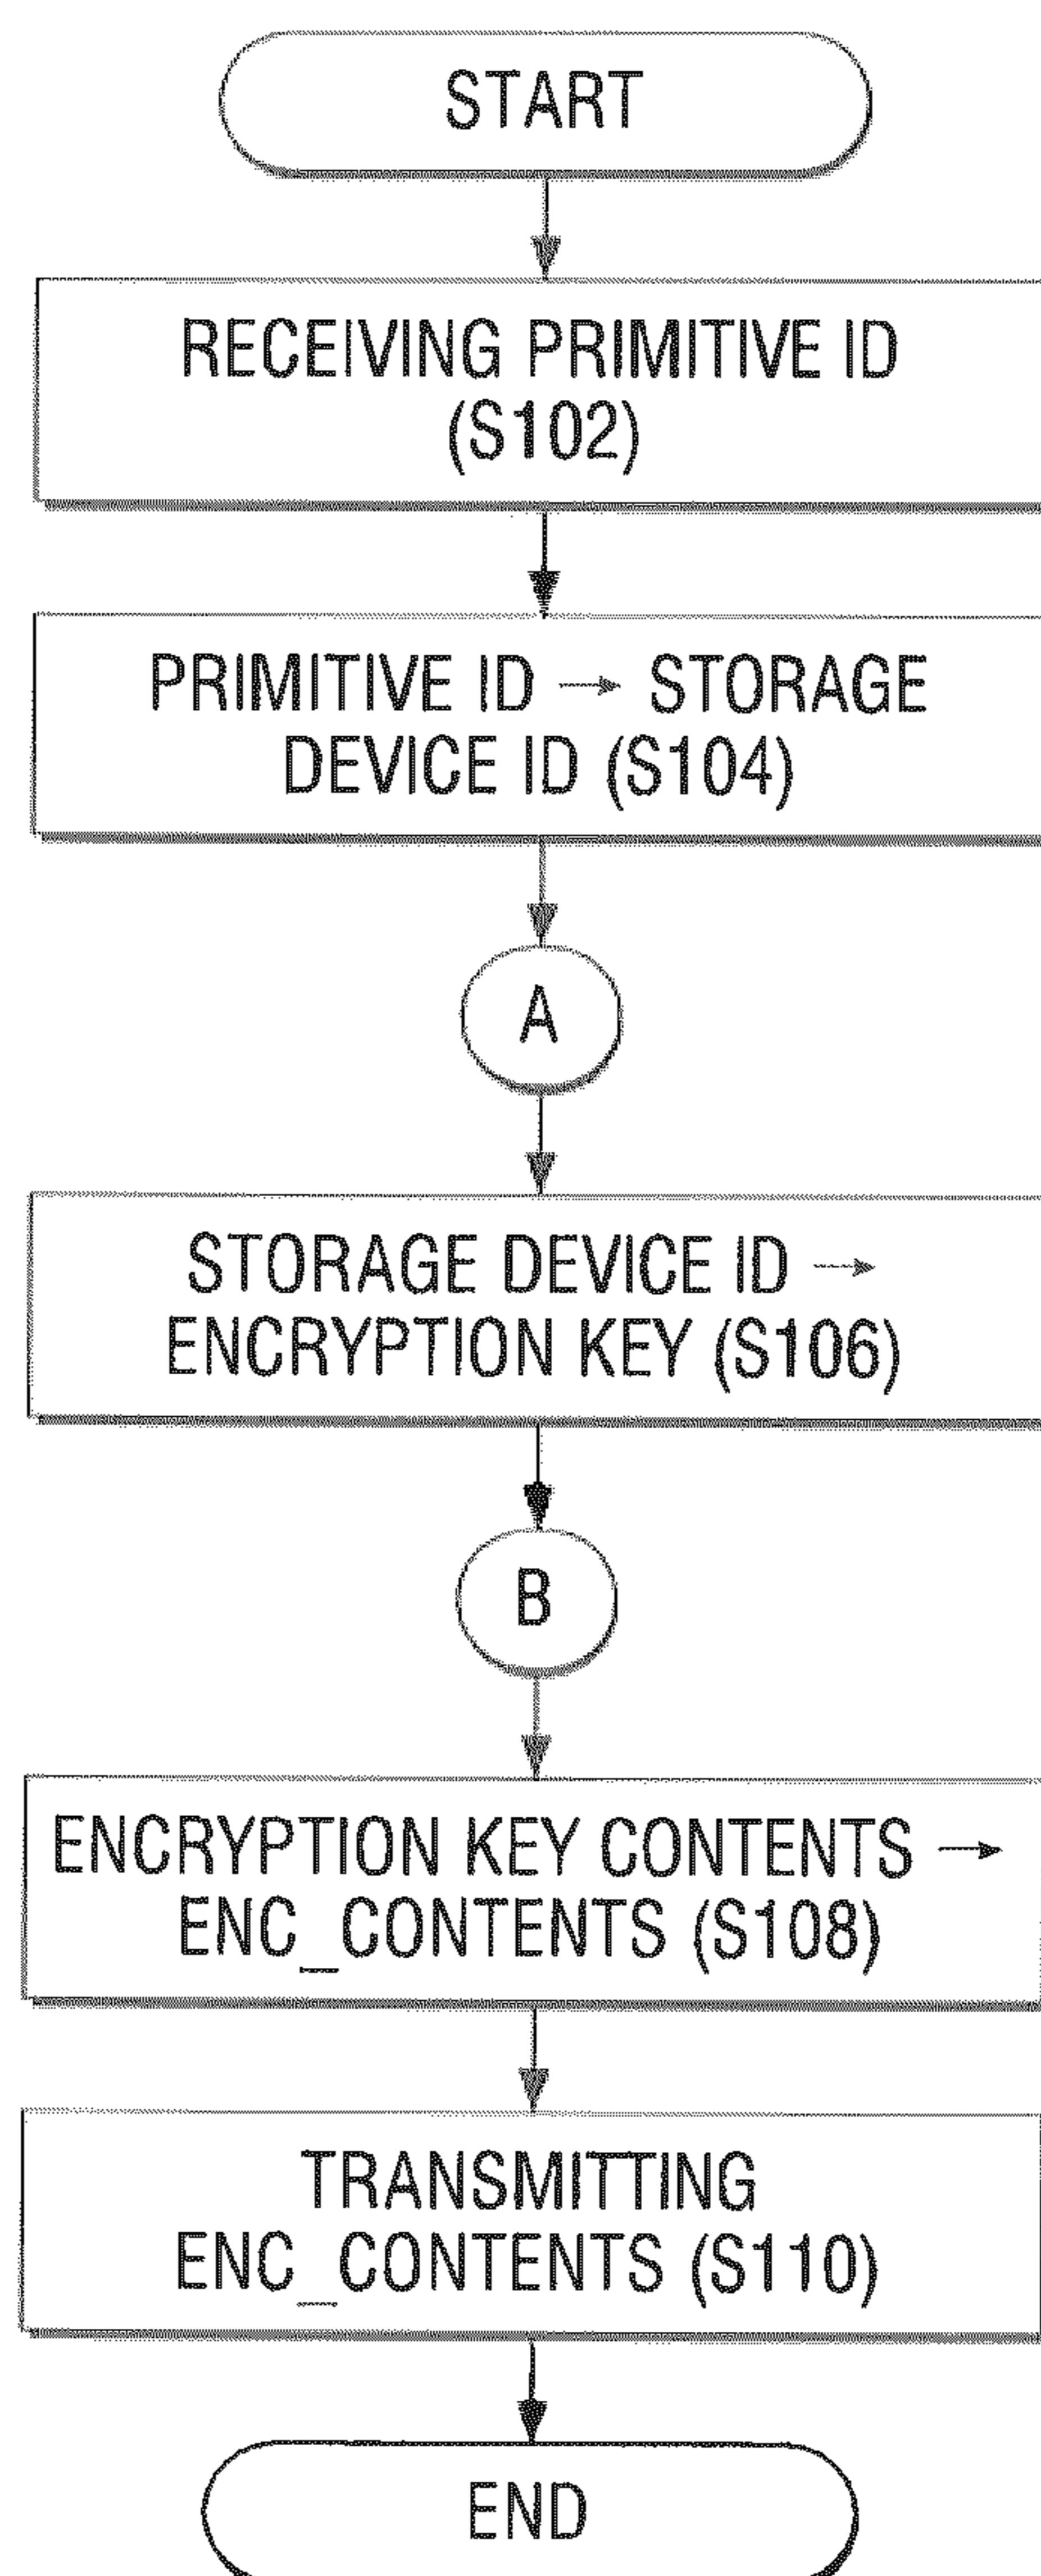 START
RECEIVING PRIMITIVE ID
(S102)
PRIMITIVE ID → STORAGE
DEVICE ID (S104)
A
STORAGE DEVICE ID →
ENCRYPTION KEY (S106)
B
ENCRYPTION KEY CONTENTS →
ENC_CONTENTS (S108)
TRANSMITTING
ENC_CONTENTS (S110)
END